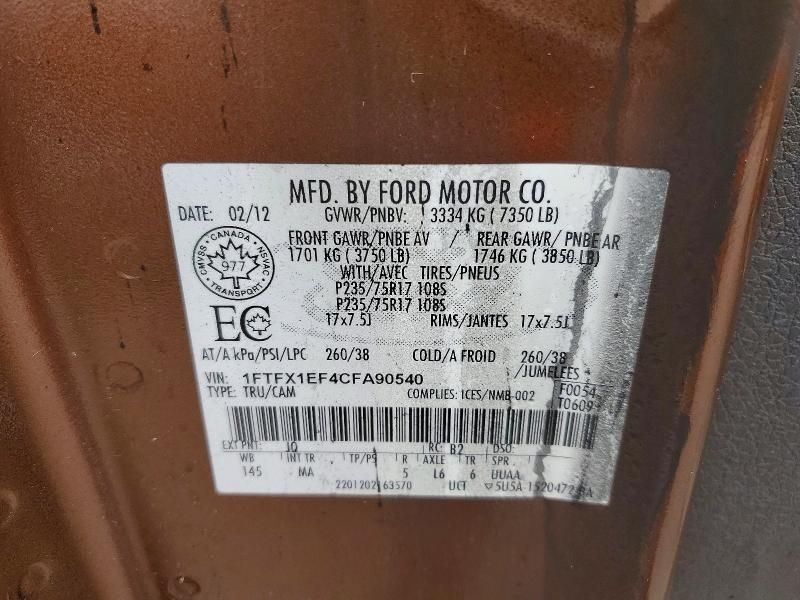 MFD. BY FORD MOTOR CO.
DATE: 02/12 GVWR/PNBV: 3334 KG ( 7350 LB)
FRONT GAWR/PNBE AV / REAR GAWR/ PNBE AR
1701 KG ( 3750 LB) 1746 KG ( 3850 LB)
WITH/AVEC TIRES/PNEUS
P235/75R17 108S
P235/75R17 108S
17x7.5J RIMS/JANTES 17x7.5J
CANADA
CMVSS NSVAC
977
TRANSPORT
EC
AT/A kPa/PSI/LPC 260/38 COLD/A FROID 260/38
/JUMELEES
VIN: 1FTFX1EF4CFA90540 F0054
TYPE: TRU/CAM COMPLIES: ICES/NMB-002 T0609
EXT PNT: JQ RC: B2 DSO:
WB INT TR TP/PS R AXLE TR SPR
145 MA 5 L6 6 UUAA
UCT